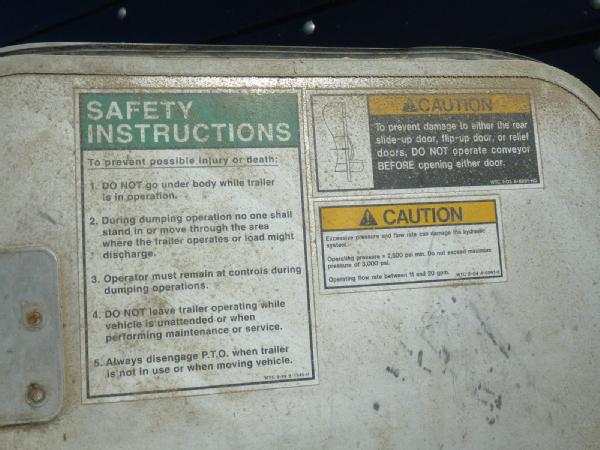 SAFETY
INSTRUCTIONS
To prevent possible injury or death:
1. DO NOT go under body while trailer
is in operation.
2. During dumping operation no one shall
stand in or move through the area
where the trailer operates or load might
discharge.
3. Operator must remain at controls during
dumping operations.
4. DO NOT leave trailer operating while
vehicle is unattended or when
performing maintenance or service.
5. Always disengage P.T.O. when trailer
is not in use or when moving vehicle.
CAUTION
To prevent damage to either the rear
slide-up door, flip-up door, or relief
doors, DO NOT operate conveyor
BEFORE opening either door.
CAUTION
Excessive pressure and flow rate can damage the hydraulic
system.
Operating pressure = 2,500 psi min. Do not exceed maximum
pressure of 3,000 psi.
Operating flow rate between 11 and 20 gpm.